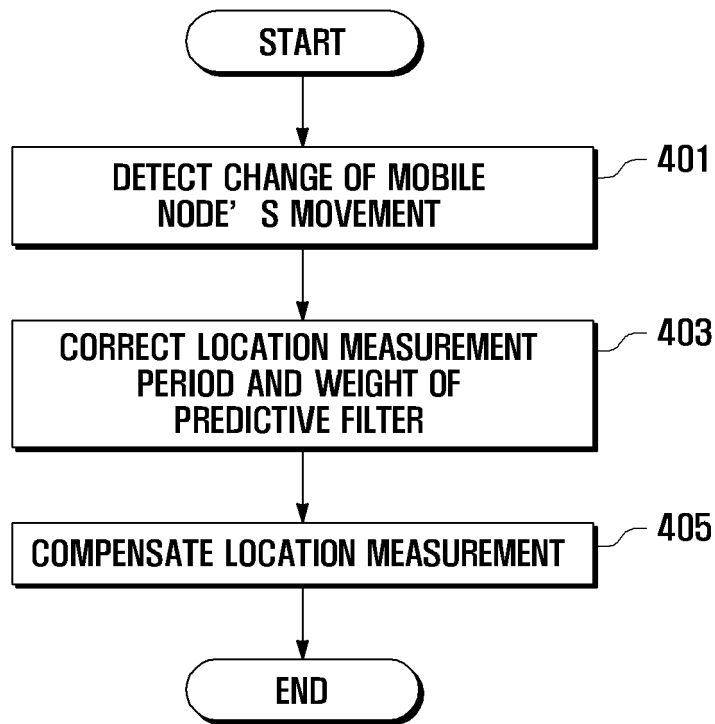 START
DETECT CHANGE OF MOBILE
NODE' S MOVEMENT
401
CORRECT LOCATION MEASUREMENT
PERIOD AND WEIGHT OF
PREDICTIVE FILTER
403
COMPENSATE LOCATION MEASUREMENT
405
END